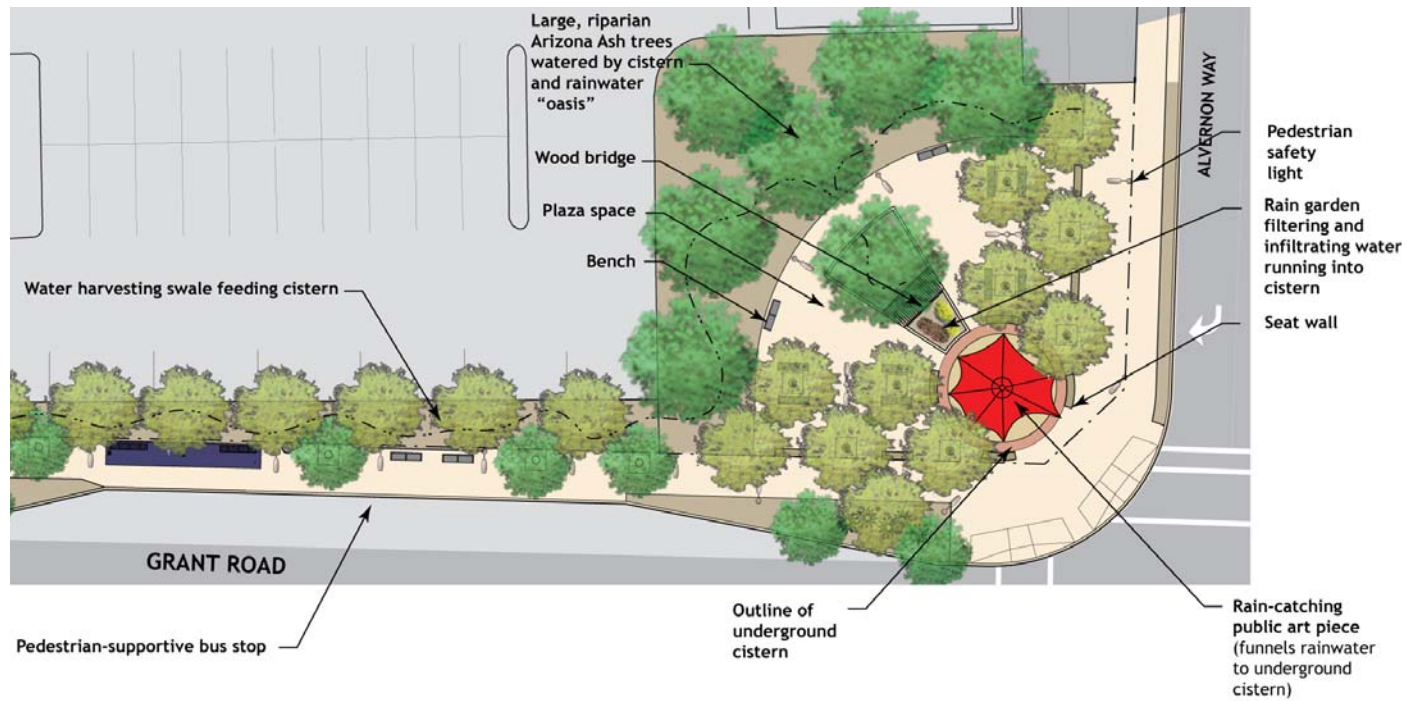 Large, riparian
Arizona Ash trees
watered by cistern
and rainwater
“oasis”
Wood bridge
Plaza space
Bench
Water harvesting swale feeding cistern
ALVERNON WAY
Pedestrian
safety
light
Rain garden
filtering and
infiltrating water
running into
cistern
Seat wall
GRANT ROAD
Pedestrian-supportive bus stop
Outline of
underground
cistern
Rain-catching
public art piece
(funnels rainwater
to underground
cistern)